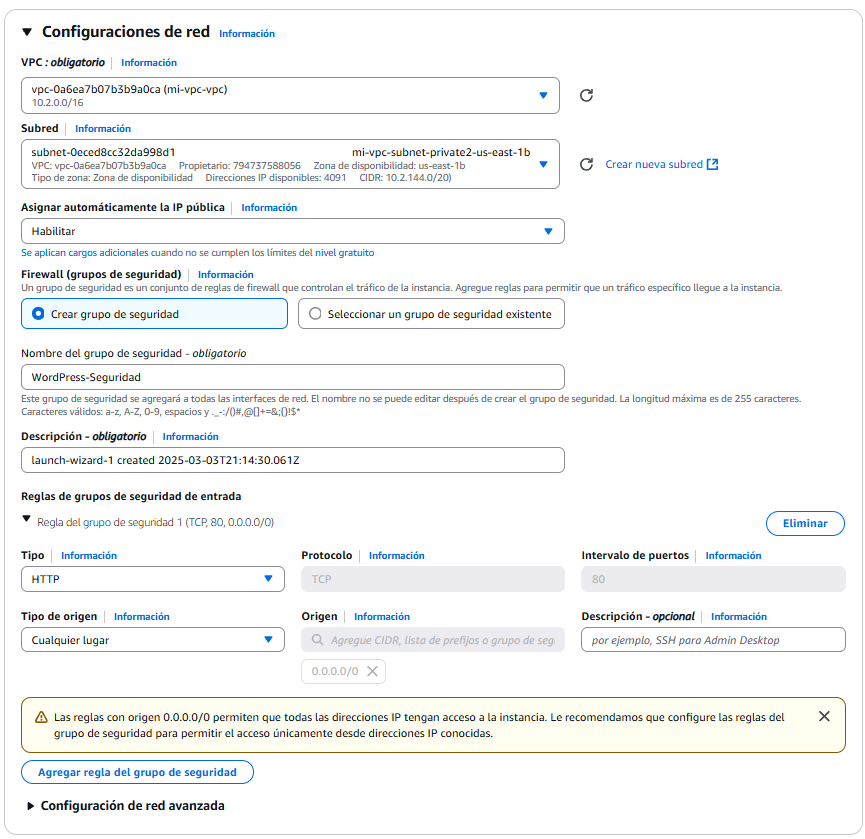 Configuraciones de red Información
VPC : obligatorio Información
vpc-0a6ea7b07b3b9a0ca (mi-vpc-vpc)
10.2.0.0/16
Subred Información
subnet-0eced8cc32da998d1 mi-vpc-subnet-private2-us-east-1b
VPC: vpc-0a6ea7b07b3b9a0ca Propietario: 794737588056 Zona de disponibilidad: us-east-1b
Tipo de zona: Zona de disponibilidad Direcciones IP disponibles: 4091 CIDR: 10.2.144.0/20)
Crear nueva subred
Asignar automáticamente la IP pública Información
Habilitar
Se aplican cargos adicionales cuando no se cumplen los límites del nivel gratuito
Firewall (grupos de seguridad) Información
Un grupo de seguridad es un conjunto de reglas de firewall que controlan el tráfico de la instancia. Agregue reglas para permitir que un tráfico específico llegue a la instancia.
Crear grupo de seguridad Seleccionar un grupo de seguridad existente
Nombre del grupo de seguridad - obligatorio
WordPress-Seguridad
Este grupo de seguridad se agregará a todas las interfaces de red. El nombre no se puede editar después de crear el grupo de seguridad. La longitud máxima es de 255 caracteres.
Caracteres válidos: a-z, A-Z, 0-9, espacios y ._-:/()#,@[]+=&;{}!$*
Descripción - obligatorio Información
launch-wizard-1 created 2025-03-03T21:14:30.061Z
Reglas de grupos de seguridad de entrada
Regla del grupo de seguridad 1 (TCP, 80, 0.0.0.0/0) Eliminar
Tipo Información Protocolo Información Intervalo de puertos Información
HTTP TCP 80
Tipo de origen Información Origen Información Descripción - opcional Información
Cualquier lugar Agregue CIDR, lista de prefijos o grupo de seg por ejemplo, SSH para Admin Desktop
0.0.0.0/0
Las reglas con origen 0.0.0.0/0 permiten que todas las direcciones IP tengan acceso a la instancia. Le recomendamos que configure las reglas del
grupo de seguridad para permitir el acceso únicamente desde direcciones IP conocidas.
Agregar regla del grupo de seguridad
Configuración de red avanzada